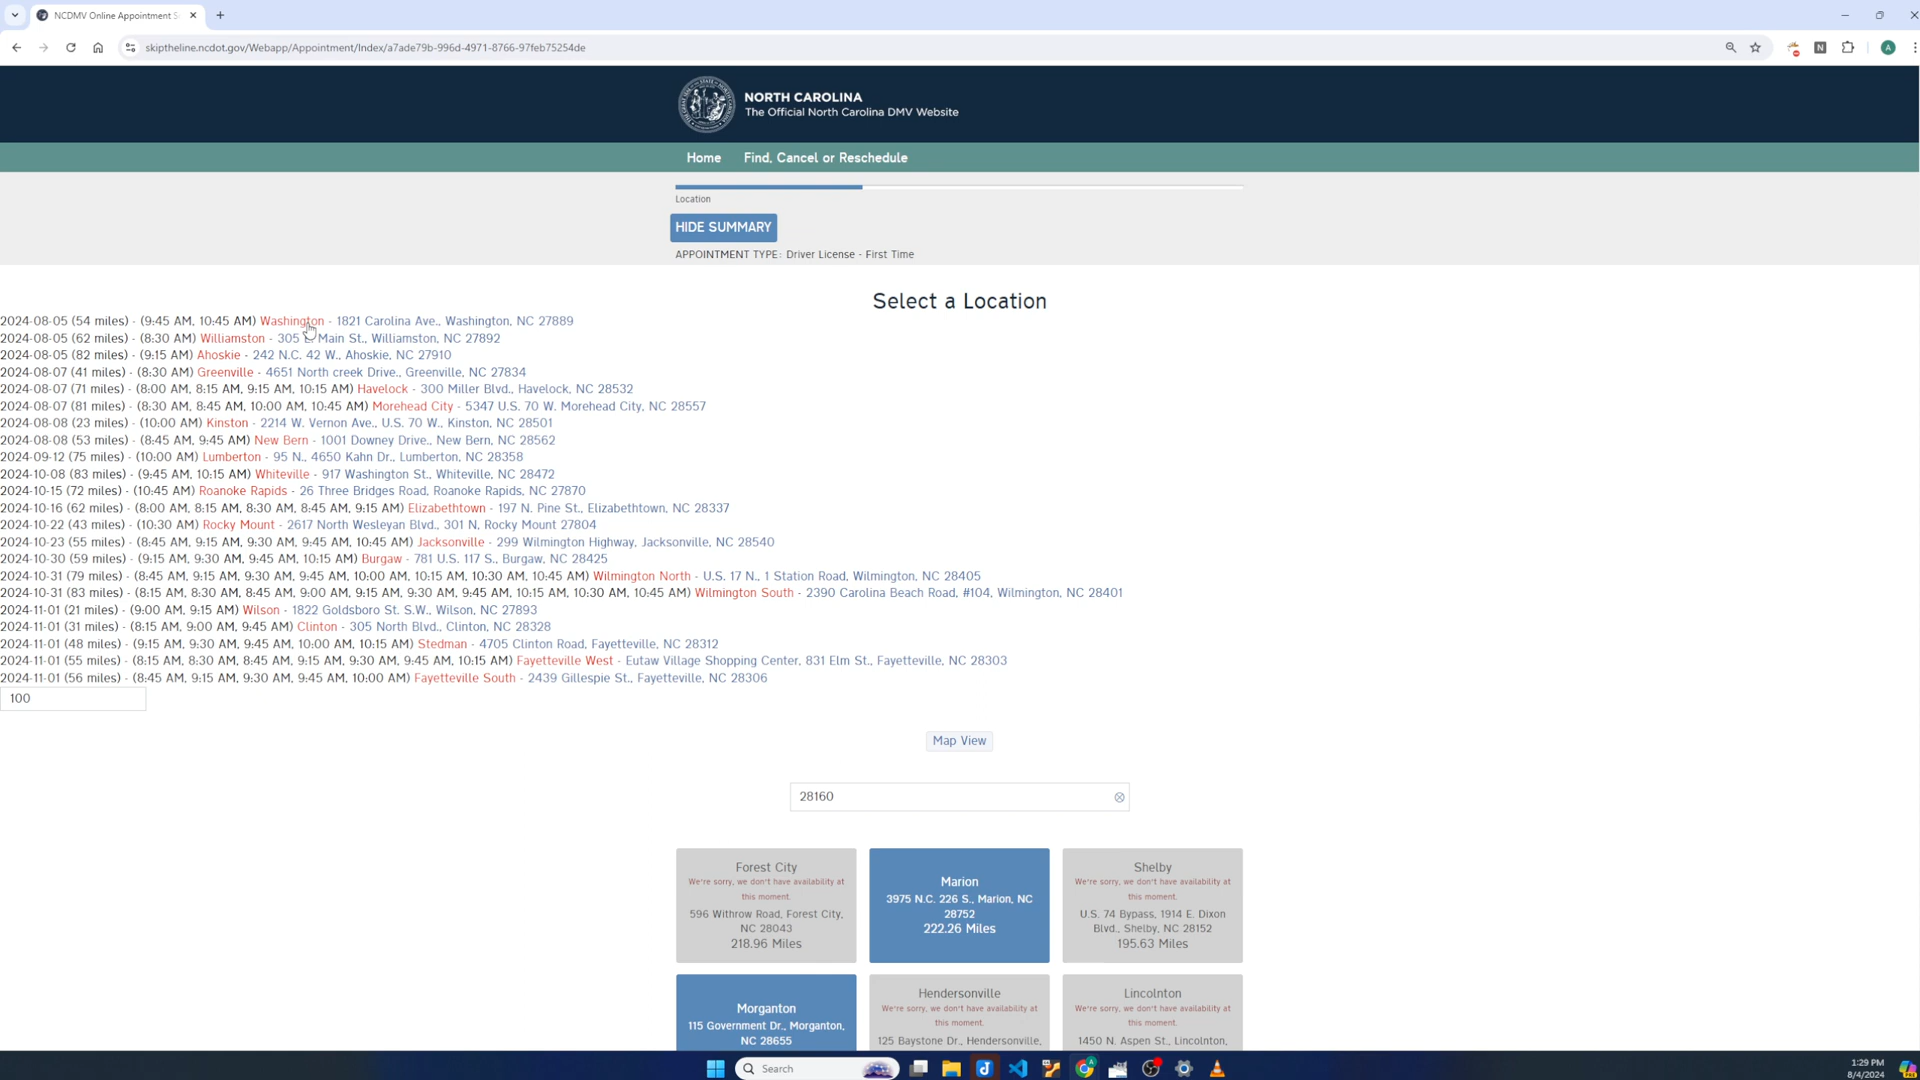 NCDMV Online Appointment S
skiptheline.ncdot.gov/Webapp/Appointment/Index/a7ade79b-996d-4971-8766-97feb75254de
N
A
NORTH CAROLINA
The Official North Carolina DMV Website
Home Find, Cancel or Reschedule
Location
HIDE SUMMARY
APPOINTMENT TYPE: Driver License - First Time
Select a Location
2024-08-05 (54 miles) - (9:45 AM, 10:45 AM) Washington - 1821 Carolina Ave., Washington, NC 27889
2024-08-05 (62 miles) - (8:30 AM) Williamston - 305 Main St., Williamston, NC 27892
2024-08-05 (82 miles) - (9:15 AM) Ahoskie - 242 N.C. 42 W., Ahoskie, NC 27910
2024-08-07 (41 miles) - (8:30 AM) Greenville - 4651 North creek Drive., Greenville, NC 27834
2024-08-07 (71 miles) - (8:00 AM, 8:15 AM, 9:15 AM, 10:15 AM) Havelock - 300 Miller Blvd., Havelock, NC 28532
2024-08-07 (81 miles) - (8:30 AM, 8:45 AM, 10:00 AM, 10:45 AM) Morehead City - 5347 U.S. 70 W. Morehead City, NC 28557
2024-08-08 (23 miles) - (10:00 AM) Kinston - 2214 W. Vernon Ave., U.S. 70 W., Kinston, NC 28501
2024-08-08 (53 miles) - (8:45 AM, 9:45 AM) New Bern - 1001 Downey Drive., New Bern, NC 28562
2024-09-12 (75 miles) - (10:00 AM) Lumberton - 95 N., 4650 Kahn Dr., Lumberton, NC 28358
2024-10-08 (83 miles) - (9:45 AM, 10:15 AM) Whiteville - 917 Washington St., Whiteville, NC 28472
2024-10-15 (72 miles) - (10:45 AM) Roanoke Rapids - 26 Three Bridges Road, Roanoke Rapids, NC 27870
2024-10-16 (62 miles) - (8:00 AM, 8:15 AM, 8:30 AM, 8:45 AM, 9:15 AM) Elizabethtown - 197 N. Pine St., Elizabethtown, NC 28337
2024-10-22 (43 miles) - (10:30 AM) Rocky Mount - 2617 North Wesleyan Blvd., 301 N, Rocky Mount 27804
2024-10-23 (55 miles) - (8:45 AM, 9:15 AM, 9:30 AM, 9:45 AM, 10:45 AM) Jacksonville - 299 Wilmington Highway, Jacksonville, NC 28540
2024-10-30 (59 miles) - (9:15 AM, 9:30 AM, 9:45 AM, 10:15 AM) Burgaw - 781 U.S. 117 S., Burgaw, NC 28425
2024-10-31 (79 miles) - (8:45 AM, 9:15 AM, 9:30 AM, 9:45 AM, 10:00 AM, 10:15 AM, 10:30 AM, 10:45 AM) Wilmington North - U.S. 17 N., 1 Station Road, Wilmington, NC 28405
2024-10-31 (83 miles) - (8:15 AM, 8:30 AM, 8:45 AM, 9:00 AM, 9:15 AM, 9:30 AM, 9:45 AM, 10:15 AM, 10:30 AM, 10:45 AM) Wilmington South - 2390 Carolina Beach Road, #104, Wilmington, NC 28401
2024-11-01 (21 miles) - (9:00 AM, 9:15 AM) Wilson - 1822 Goldsboro St. S.W., Wilson, NC 27893
2024-11-01 (31 miles) - (8:15 AM, 9:00 AM, 9:45 AM) Clinton - 305 North Blvd., Clinton, NC 28328
2024-11-01 (48 miles) - (9:15 AM, 9:30 AM, 9:45 AM, 10:00 AM, 10:15 AM) Stedman - 4705 Clinton Road, Fayetteville, NC 28312
2024-11-01 (55 miles) - (8:15 AM, 8:30 AM, 8:45 AM, 9:15 AM, 9:30 AM, 9:45 AM, 10:15 AM) Fayetteville West - Eutaw Village Shopping Center, 831 Elm St., Fayetteville, NC 28303
2024-11-01 (56 miles) - (8:45 AM, 9:15 AM, 9:30 AM, 9:45 AM, 10:00 AM) Fayetteville South - 2439 Gillespie St., Fayetteville, NC 28306
100
Map View
28160
Forest City
We're sorry, we don't have availability at
this moment.
596 Withrow Road, Forest City,
NC 28043
218.96 Miles
Marion
3975 N.C. 226 S., Marion, NC
28752
222.26 Miles
Shelby
We're sorry, we don't have availability at
this moment.
U.S. 74 Bypass, 1914 E. Dixon
Blvd., Shelby, NC 28152
195.63 Miles
Morganton
115 Government Dr., Morganton,
NC 28655
Hendersonville
We're sorry, we don't have availability at
this moment.
125 Baystone Dr., Hendersonville,
Lincolnton
We're sorry, we don't have availability at
this moment.
1450 N. Aspen St., Lincolnton,
Search
1:29 PM
8/4/2024